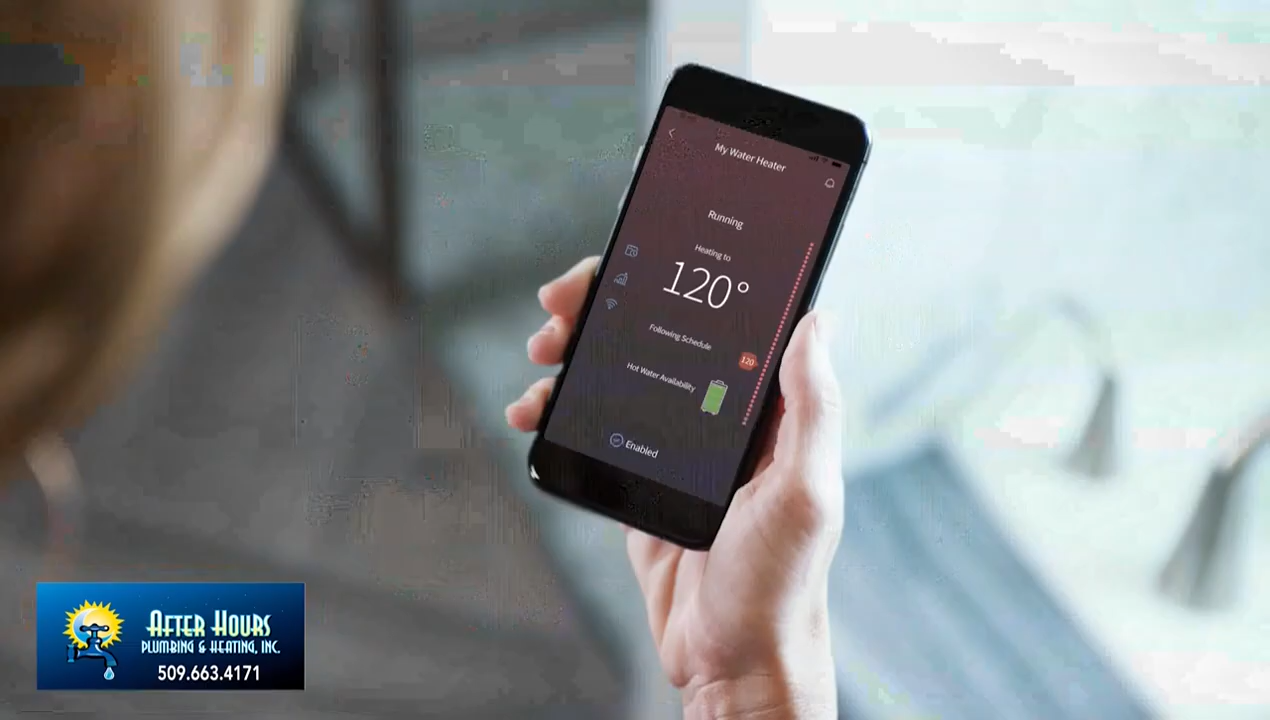 My Water Heater
Running
Heating to
120°
Following Schedule
120
Hot Water Availability
Enabled
AFTER HOURS
PLUMBING & HEATING, INC.
509.663.4171